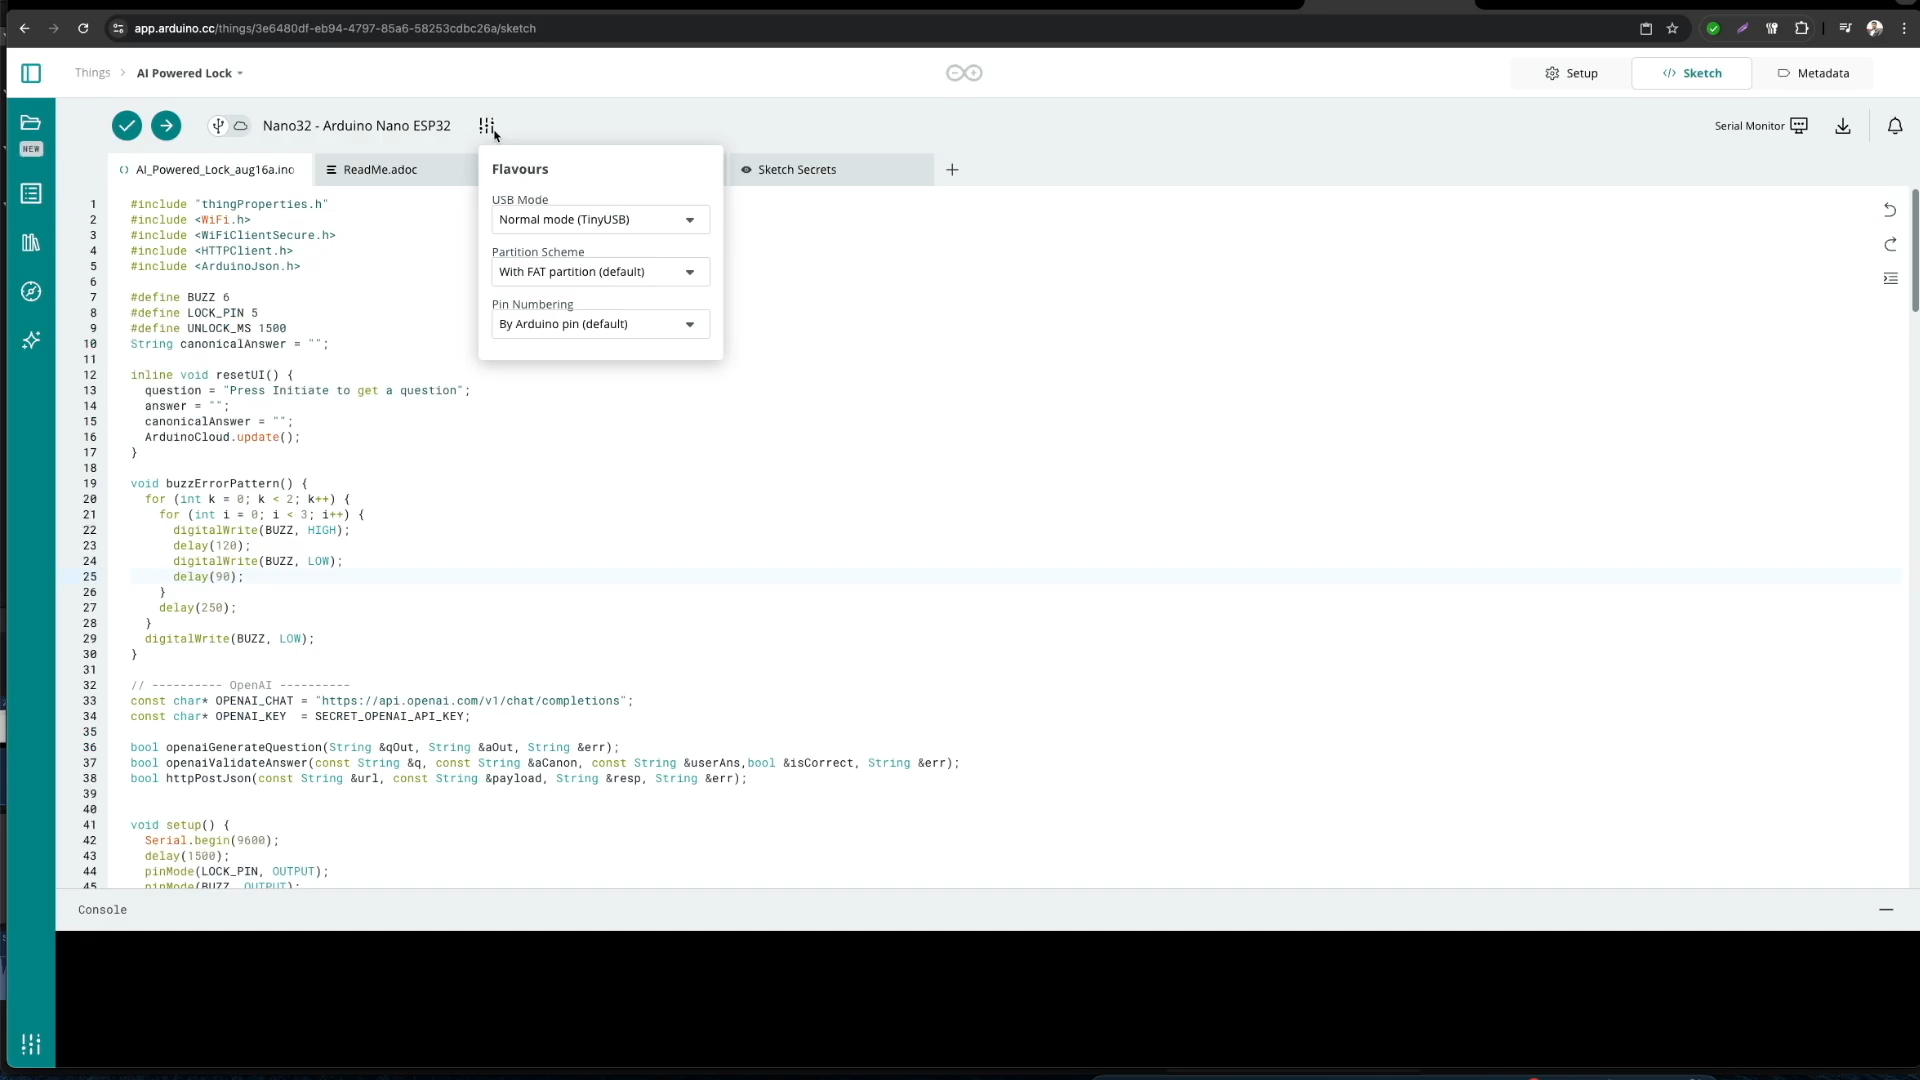 app.arduino.cc/things/3e6480df-eb94-4797-85a6-58253cdbc26a/sketch
Things > AI Powered Lock
Setup
</> Sketch
Metadata
Nano32 - Arduino Nano ESP32
Serial Monitor
NEW
AI_Powered_Lock_aug16a.ino
ReadMe.adoc
Sketch Secrets
Flavours
USB Mode
Normal mode (TinyUSB)
Partition Scheme
With FAT partition (default)
Pin Numbering
By Arduino pin (default)
1 #include "thingProperties.h"
2 #include <WiFi.h>
3 #include <WiFiClientSecure.h>
4 #include <HTTPClient.h>
5 #include <ArduinoJson.h>
6
7 #define BUZZ 6
8 #define LOCK_PIN 5
9 #define UNLOCK_MS 1500
10 String canonicalAnswer = "";
11
12 inline void resetUI() {
13 question = "Press Initiate to get a question";
14 answer = "";
15 canonicalAnswer = "";
16 ArduinoCloud.update();
17 }
18
19 void buzzErrorPattern() {
20 for (int k = 0; k < 2; k++) {
21 for (int i = 0; i < 3; i++) {
22 digitalWrite(BUZZ, HIGH);
23 delay(120);
24 digitalWrite(BUZZ, LOW);
25 delay(90);
26 }
27 delay(250);
28 }
29 digitalWrite(BUZZ, LOW);
30 }
31
32 // ---------- OpenAI ----------
33 const char* OPENAI_CHAT = "https://api.openai.com/v1/chat/completions";
34 const char* OPENAI_KEY = SECRET_OPENAI_API_KEY;
35
36 bool openaiGenerateQuestion(String &qOut, String &aOut, String &err);
37 bool openaiValidateAnswer(const String &q, const String &aCanon, const String &userAns,bool &isCorrect, String &err);
38 bool httpPostJson(const String &url, const String &payload, String &resp, String &err);
39
40
41 void setup() {
42 Serial.begin(9600);
43 delay(1500);
44 pinMode(LOCK_PIN, OUTPUT);
45 pinMode(BUZZ, OUTPUT);
Console